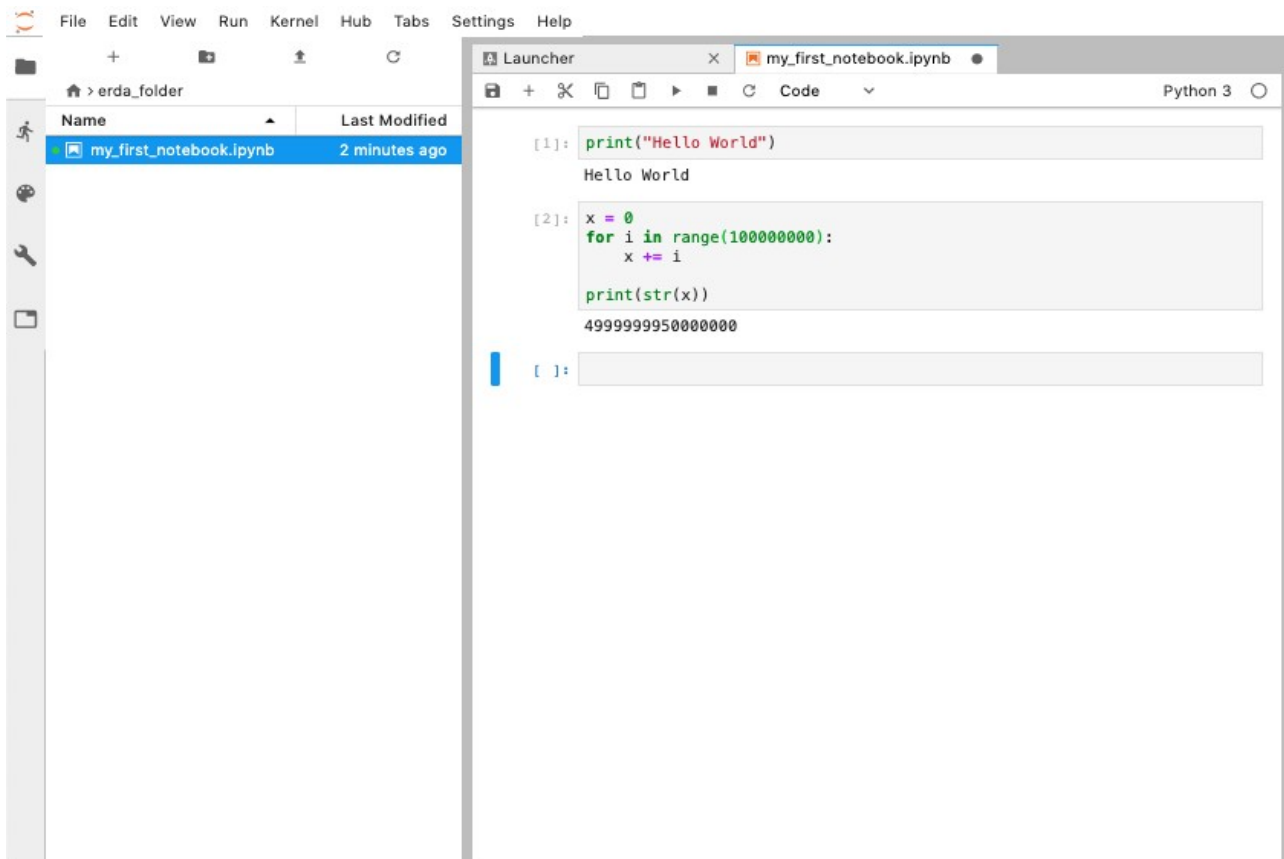 File Edit View Run Kernel Hub Tabs Settings Help
> erda_folder
Name Last Modified
my_first_notebook.ipynb 2 minutes ago
Launcher my_first_notebook.ipynb
Code Python 3
[1]: print("Hello World")
Hello World
[2]: x = 0
for i in range(100000000):
    x += i
print(str(x))
4999999950000000
[ ]: